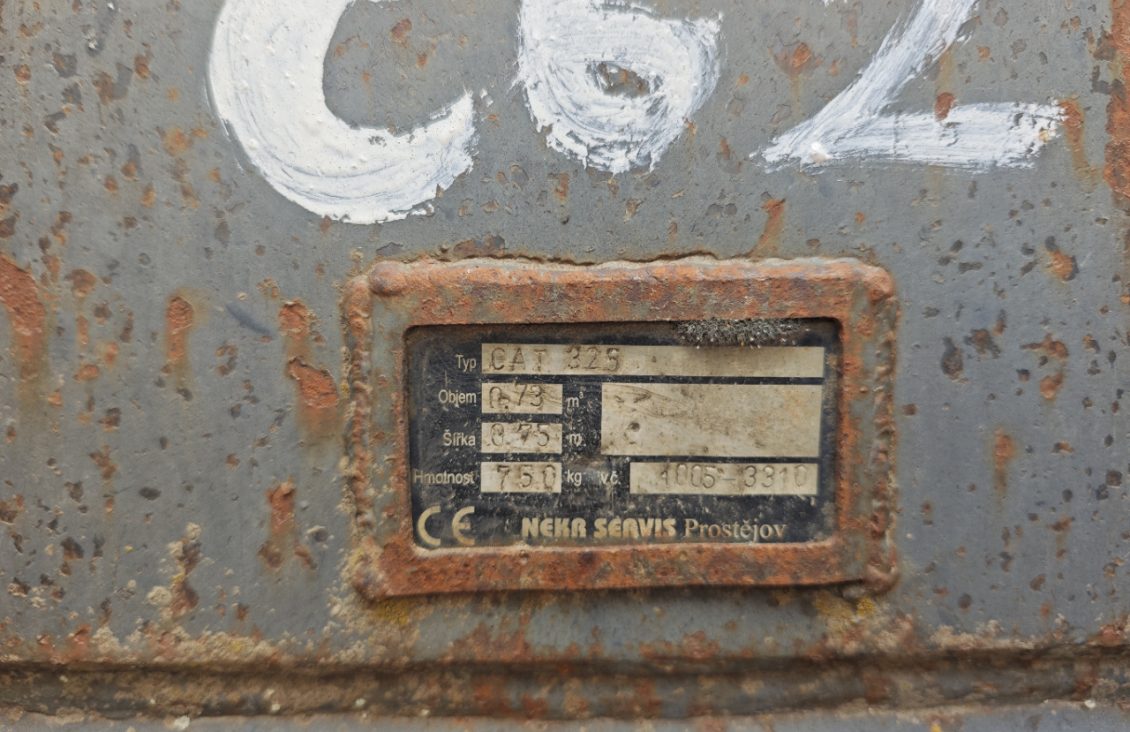 C62
Typ CAT 325
Objem 0.73 m³
Šířka 0.75 m
Hmotnost 750 kg v.č. 1005-3310
CE NEKR SERVIS Prostějov